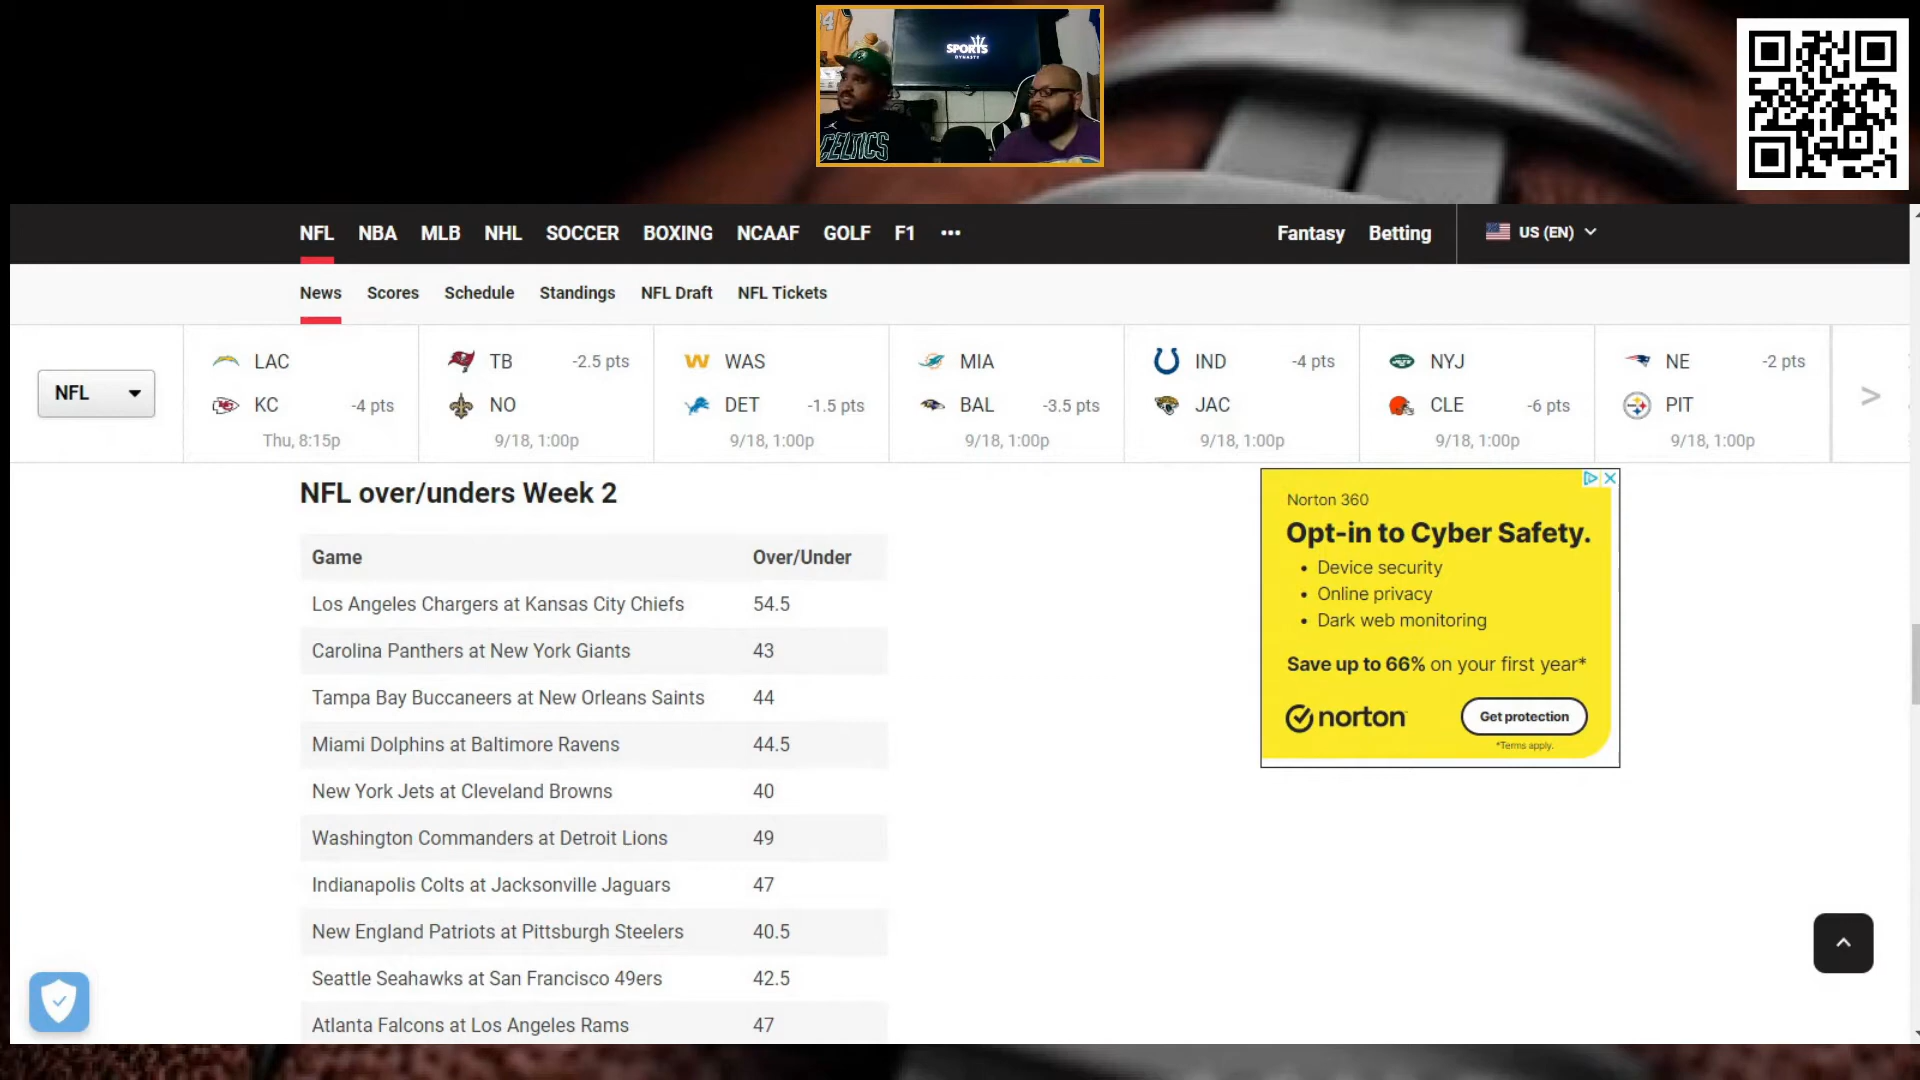 SPORTS
DYNASTY
CELTICS
NFL NBA MLB NHL SOCCER BOXING NCAAF GOLF F1 ••• Fantasy Betting US (EN)
News Scores Schedule Standings NFL Draft NFL Tickets
NFL
LAC
KC -4 pts
Thu, 8:15p
TB -2.5 pts
NO
9/18, 1:00p
WAS
DET -1.5 pts
9/18, 1:00p
MIA
BAL -3.5 pts
9/18, 1:00p
IND -4 pts
JAC
9/18, 1:00p
NYJ
CLE -6 pts
9/18, 1:00p
NE -2 pts
PIT
9/18, 1:00p
>
NFL over/unders Week 2
Game Over/Under
Los Angeles Chargers at Kansas City Chiefs 54.5
Carolina Panthers at New York Giants 43
Tampa Bay Buccaneers at New Orleans Saints 44
Miami Dolphins at Baltimore Ravens 44.5
New York Jets at Cleveland Browns 40
Washington Commanders at Detroit Lions 49
Indianapolis Colts at Jacksonville Jaguars 47
New England Patriots at Pittsburgh Steelers 40.5
Seattle Seahawks at San Francisco 49ers 42.5
Atlanta Falcons at Los Angeles Rams 47
Norton 360
Opt-in to Cyber Safety.
• Device security
• Online privacy
• Dark web monitoring
Save up to 66% on your first year*
norton Get protection
*Terms apply.